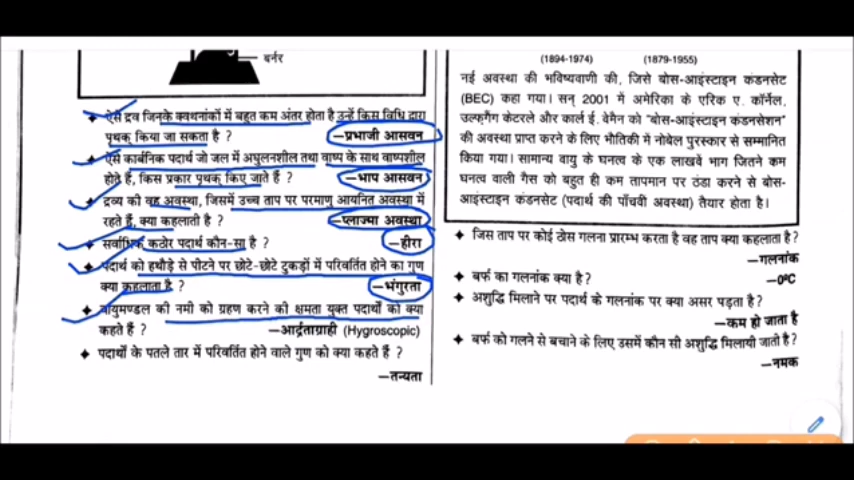 बर्नर
✦ ऐसे द्रव जिनके क्वथनांकों में बहुत कम अंतर होता है उन्हें किस विधि द्वारा
पृथक् किया जा सकता है ?
–प्रभाजी आसवन
✦ ऐसे कार्बनिक पदार्थ जो जल में अघुलनशील तथा वाष्प के साथ वाष्पशील
होते हैं, किस प्रकार पृथक् किए जाते हैं ?
–भाप आसवन
✦ द्रव्य की वह अवस्था, जिसमें उच्च ताप पर परमाणु आयनित अवस्था में
रहते हैं, क्या कहलाती है ?
–प्लाज्मा अवस्था
✦ सर्वाधिक कठोर पदार्थ कौन-सा है ?
–हीरा
✦ पदार्थ को हथौड़े से पीटने पर छोटे-छोटे टुकड़ों में परिवर्तित होने का गुण
क्या कहलाता है ?
–भंगुरता
✦ वायुमण्डल की नमी को ग्रहण करने की क्षमता युक्त पदार्थों को क्या
कहते हैं ?
–आर्द्रताग्राही (Hygroscopic)
✦ पदार्थों के पतले तार में परिवर्तित होने वाले गुण को क्या कहते हैं ?
–तन्यता
(1894-1974) (1879-1955)
नई अवस्था की भविष्यवाणी की, जिसे बोस-आइंस्टाइन कंडनसेट
(BEC) कहा गया। सन् 2001 में अमेरिका के एरिक ए. कॉर्नेल,
उल्फ़गैंग केटरले और कार्ल ई. वेमैन को "बोस-आइंस्टाइन कंडनसेशन"
की अवस्था प्राप्त करने के लिए भौतिकी में नोबेल पुरस्कार से सम्मानित
किया गया। सामान्य वायु के घनत्व के एक लाखवें भाग जितने कम
घनत्व वाली गैस को बहुत ही कम तापमान पर ठंडा करने से बोस-
आइंस्टाइन कंडनसेट (पदार्थ की पाँचवीं अवस्था) तैयार होता है।
✦ जिस ताप पर कोई ठोस गलना प्रारम्भ करता है वह ताप क्या कहलाता है?
–गलनांक
✦ बर्फ का गलनांक क्या है ?
–0⁰C
✦ अशुद्धि मिलाने पर पदार्थ के गलनांक पर क्या असर पड़ता है?
–कम हो जाता है
✦ बर्फ को गलने से बचाने के लिए उसमें कौन सी अशुद्धि मिलायी जाती है?
–नमक